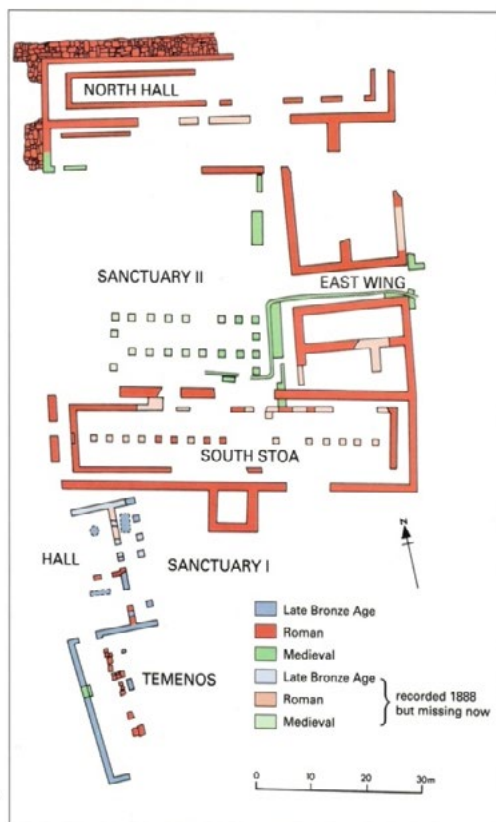 NORTH HALL
SANCTUARY II
EAST WING
SOUTH STOA
N
HALL
SANCTUARY I
TEMENOS
Late Bronze Age
Roman
Medieval
Late Bronze Age
Roman
Medieval
recorded 1888
but missing now
0 10 20 30m